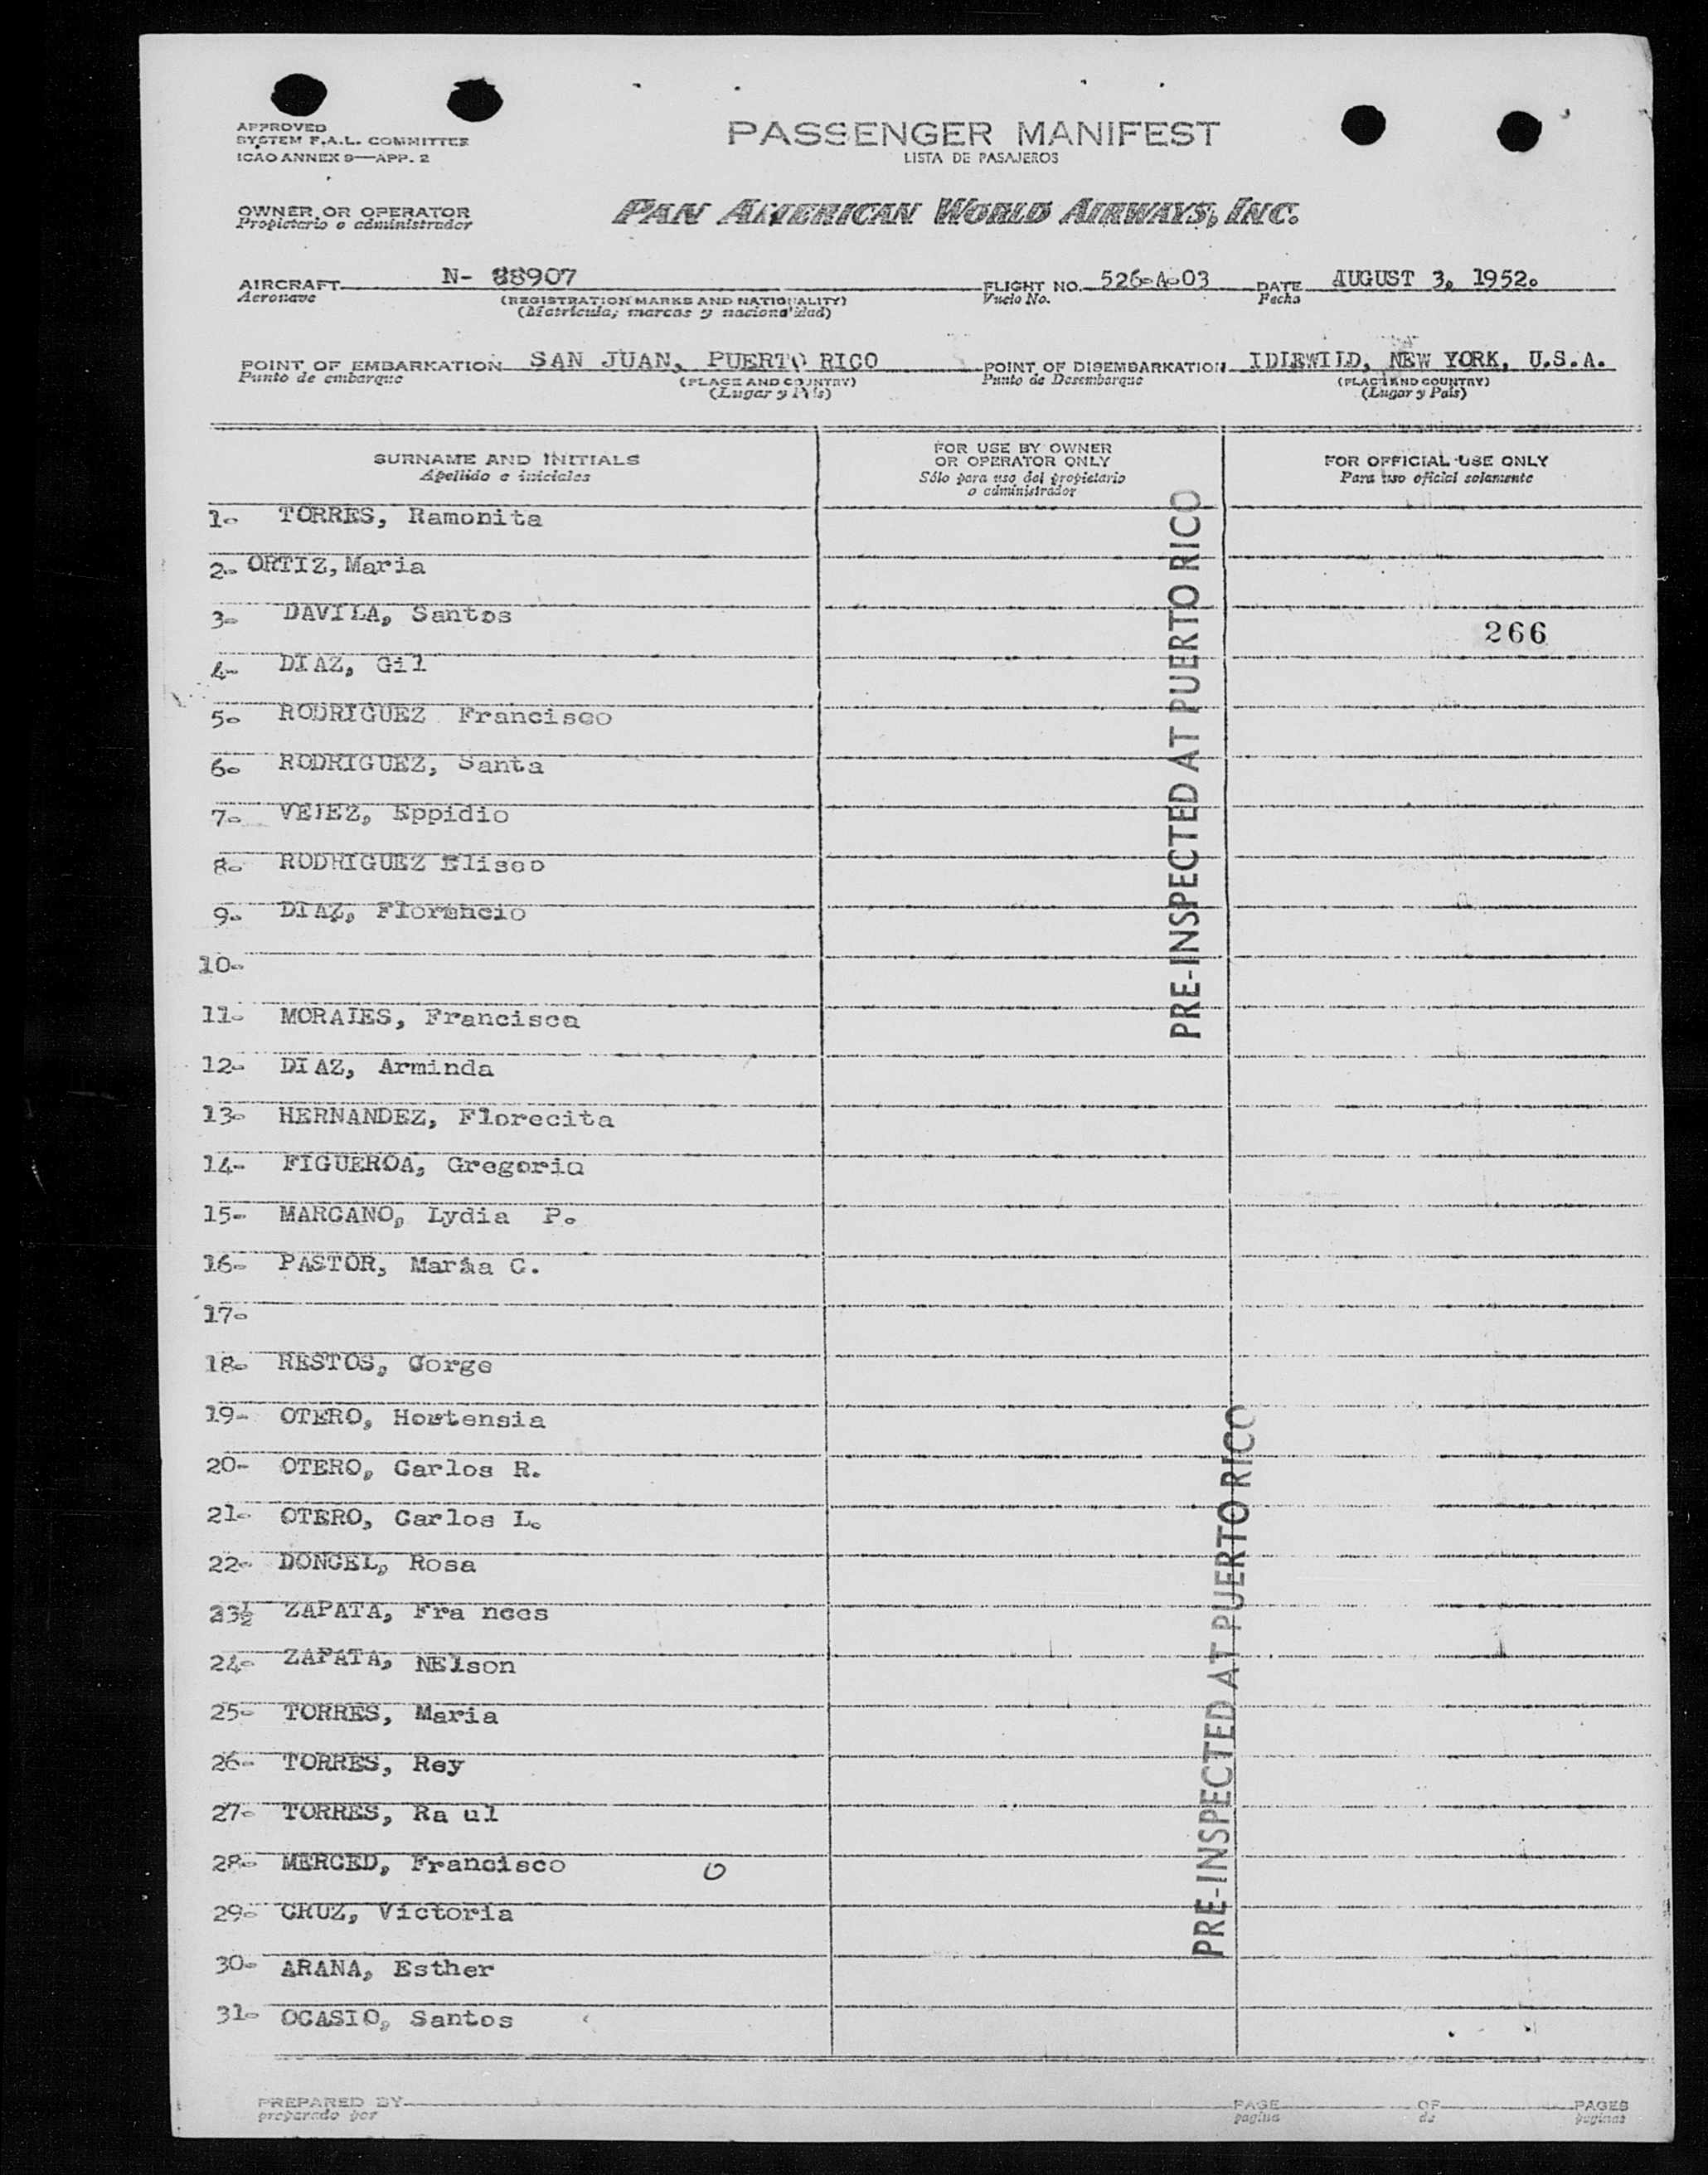 APPROVED
SYSTEM F.A.L. COMMITTEE
ICAO ANNEX 9—APP. 2
PASSENGER MANIFEST
LISTA DE PASAJEROS
OWNER OR OPERATOR
Propietario o administrador
PAN AMERICAN WORLD AIRWAYS, INC.
AIRCRAFT N- 88907 FLIGHT NO. 526-A-03 DATE AUGUST 3, 1952.
Aeronave (REGISTRATION MARKS AND NATIONALITY) Vuelo No. Fecha
(Matricula, marcas y nacionalidad)
POINT OF EMBARKATION SAN JUAN, PUERTO RICO POINT OF DISEMBARKATION IDLEWILD, NEW YORK, U.S.A.
Punto de embarque (PLACE AND COUNTRY) Punto de Desembarque (PLACE AND COUNTRY)
(Lugar y País) (Lugar y País)
SURNAME AND INITIALS
Apellido e iniciales
FOR USE BY OWNER
OR OPERATOR ONLY
Sólo para uso del propietario
o administrador
FOR OFFICIAL USE ONLY
Para uso oficial solamente
1- TORRES, Ramonita
2- ORTIZ, Maria
3- DAVILA, Santos
266
4- DIAZ, Gil
5- RODRIGUEZ Francisco
6- RODRIGUEZ, Santa
7- VEIEZ, Eppidio
8- RODRIGUEZ Eliseo
9- DIAZ, Florencio
10-
11- MORAIES, Francisca
12- DIAZ, Arminda
13- HERNANDEZ, Florecita
14- FIGUEROA, Gregoria
15- MARCANO, Lydia P.
16- PASTOR, Maria C.
17-
18- RESTOS, Jorge
19- OTERO, Hortensia
20- OTERO, Carlos R.
21- OTERO, Carlos L.
22- DONCEL, Rosa
23½ ZAPATA, Fra nces
24- ZAPATA, NElson
25- TORRES, Maria
26- TORRES, Rey
27- TORRES, Ra ul
28- MERCED, Francisco
29- CRUZ, Victoria
30- ARANA, Esther
31- OCASIO, Santos
PRE-INSPECTED AT PUERTO RICO
PRE-INSPECTED AT PUERTO RICO
PREPARED BY PAGE OF PAGES
preparado por pagina de paginas